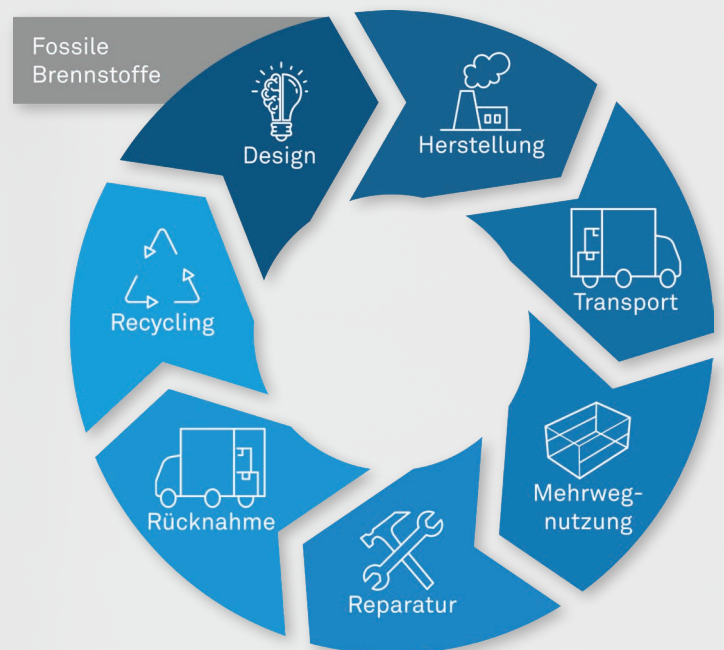 Fossile
Brennstoffe
Design
Herstellung
Transport
Mehrweg-
nutzung
Reparatur
Rücknahme
Recycling